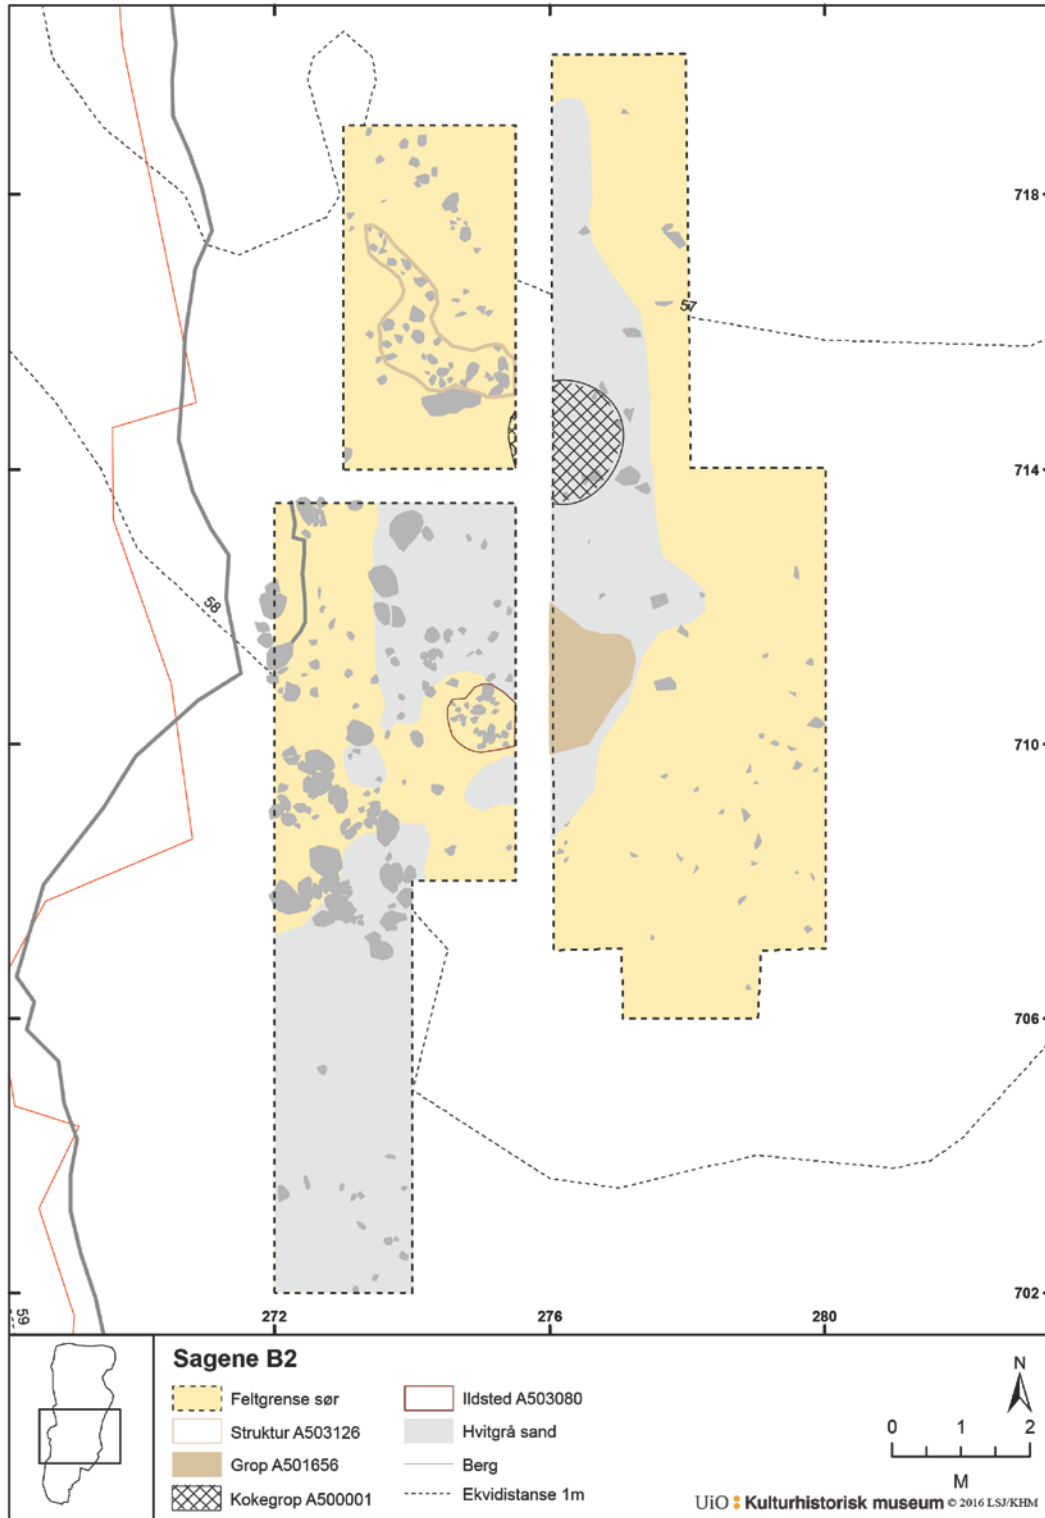 718
57
714
58
710
706
702
59
272
276
280
Sagene B2
Feltgrense sør
Struktur A503126
Grop A501656
Kokegrop A500001
Ildsted A503080
Hvitgrå sand
Berg
Ekvidistanse 1m
N
0 1 2
M
UiO Kulturhistorisk museum © 2016 LSJ/KHM